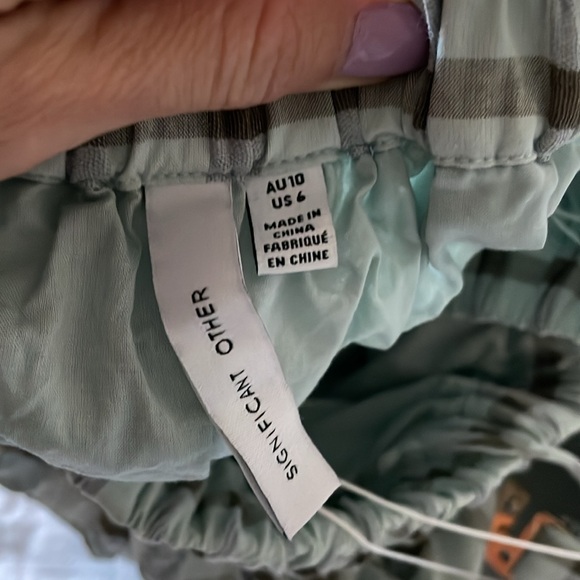 AU10
US 6
MADE IN
CHINA
FABRIQUÉ
EN CHINE
SIGNIFICANT OTHER